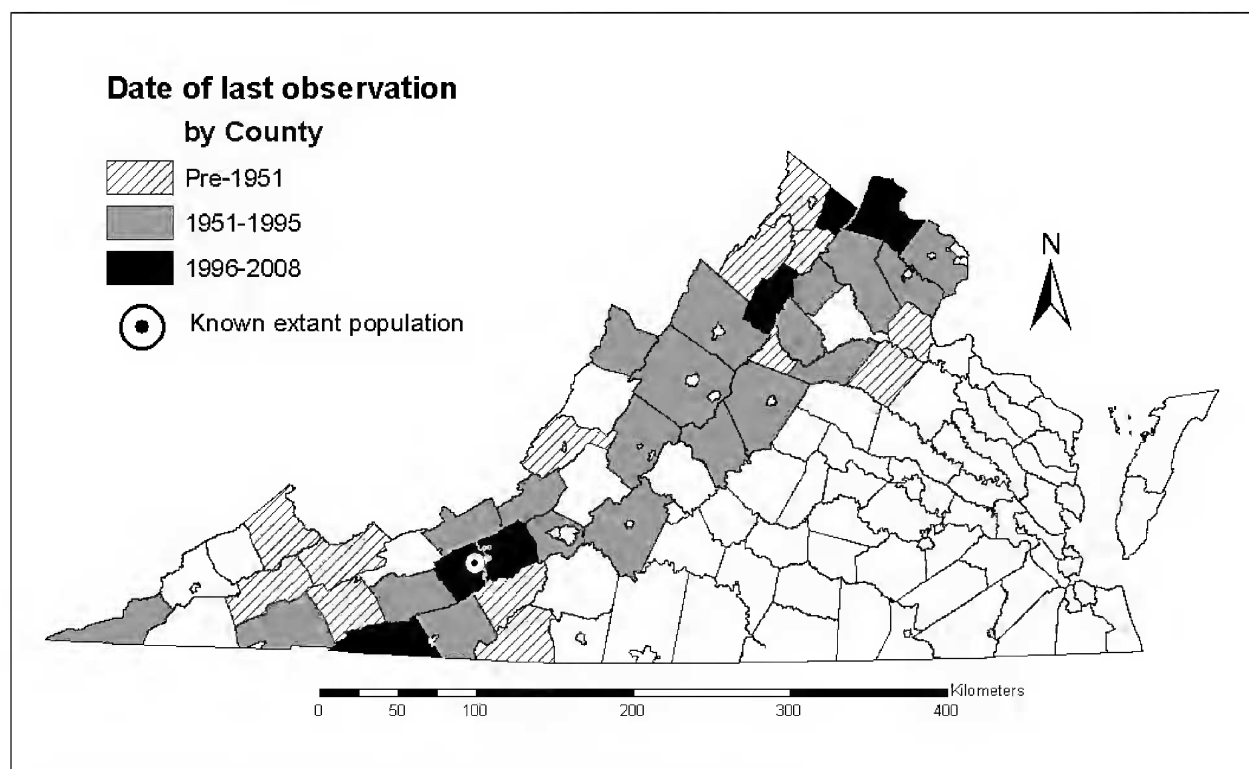 Date of last observation
by County
Pre-1951
1951-1995
1996-2008
Known extant population
N
Kilometers
0 50 100 200 300 400